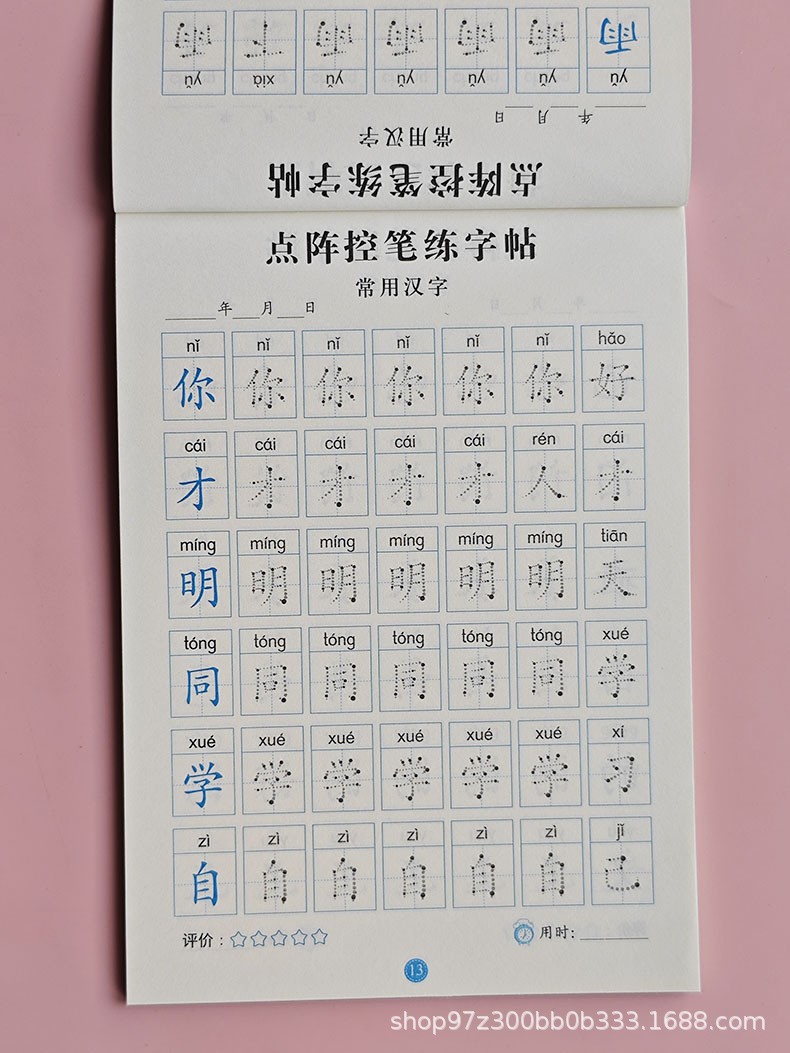 点阵控笔练字帖
常用汉字
年 月 日
yǔ yǔ yǔ yǔ yǔ xià yǔ
雨 雨 雨 雨 雨 下 雨
点阵控笔练字帖
常用汉字
年 月 日
nǐ nǐ nǐ nǐ nǐ nǐ hǎo
你 你 你 你 你 你 好
cái cái cái cái cái rén cái
才 才 才 才 才 人 才
míng míng míng míng míng míng tiān
明 明 明 明 明 明 天
tóng tóng tóng tóng tóng tóng xué
同 同 同 同 同 同 学
xué xué xué xué xué xué xí
学 学 学 学 学 学 习
zì zì zì zì zì zì jǐ
自 自 自 自 自 自 己
评价: 用时:
13
shop97z300bb0b333.1688.com